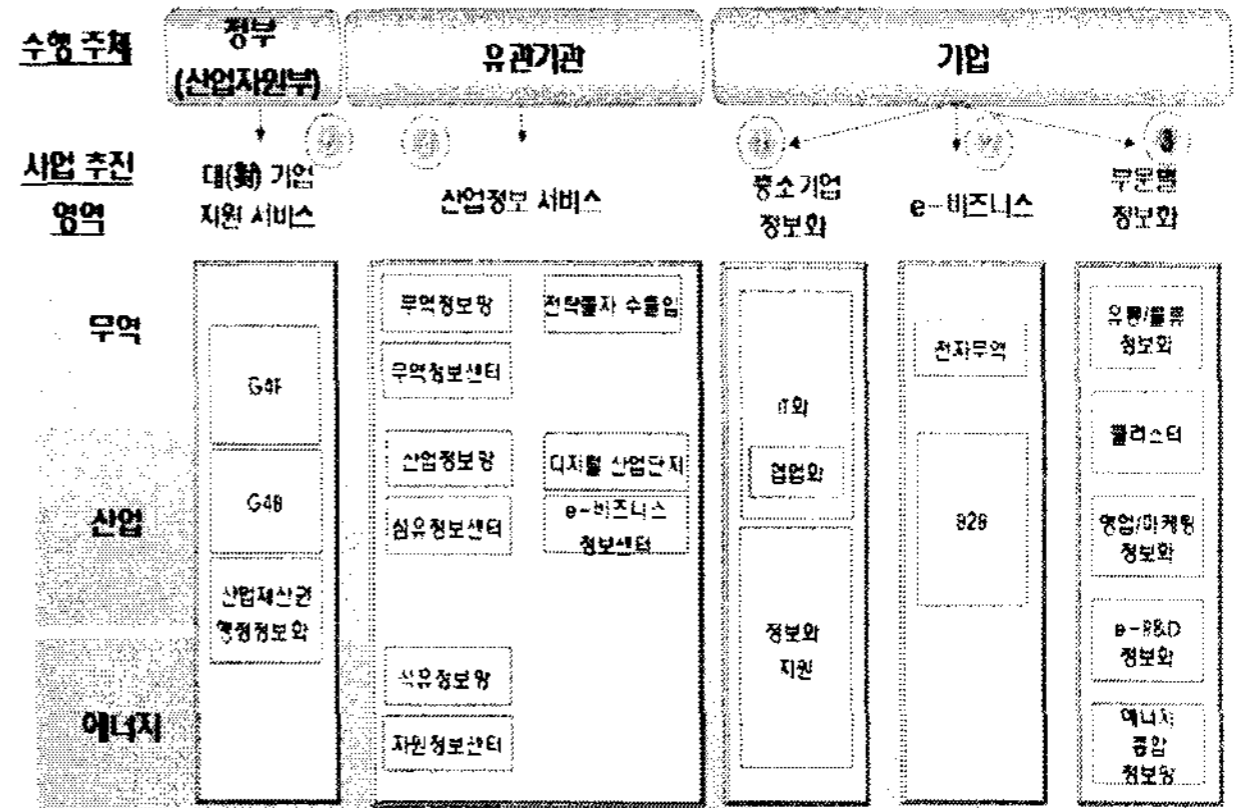 수행 주체
정부
(산업자원부)
유관기관
기업
사업 추진
영역
대(對) 기업
지원 서비스
산업정보 서비스
중소기업
정보화
e-비즈니스
부문별
정보화
무역
산업
에너지
G4F
G4B
산업재산권
행정정보화
무역정보망
전략물자 수출입
무역정보센터
산업정보망
디지털 산업단지
섬유정보센터
e-비즈니스
정보센터
석유정보망
자원정보센터
IT화
협업화
정보화
지원
전자무역
B2B
유통/물류
정보화
클러스터
영업/마케팅
정보화
e-R&D
정보화
에너지
종합
정보망